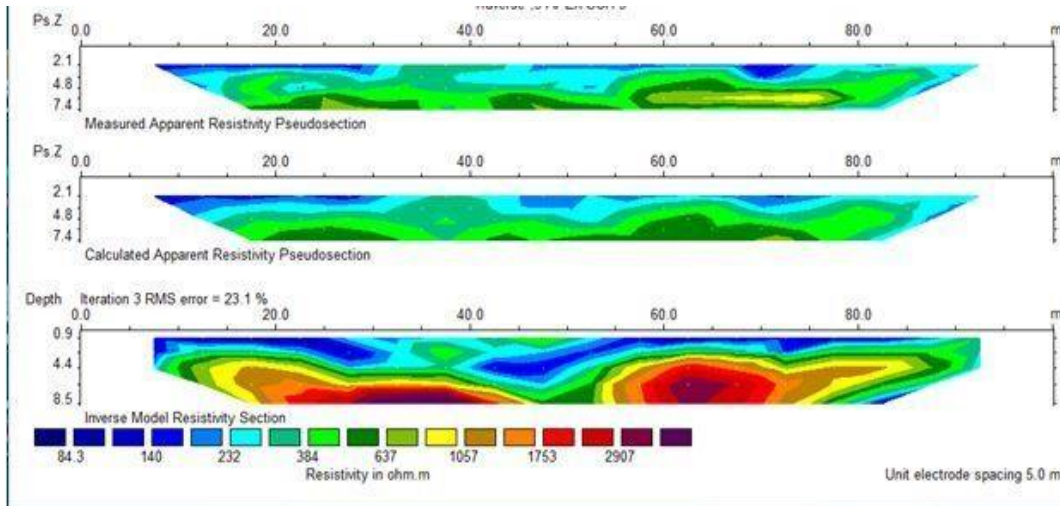 Ps.Z 0.0 20.0 40.0 60.0 80.0 m
2.1
4.6
7.4
Measured Apparent Resistivity Pseudosection
Ps.Z 0.0 20.0 40.0 60.0 80.0 m
2.1
4.8
7.4
Calculated Apparent Resistivity Pseudosection
Depth Iteration 3 RMS error = 23.1 %
0.0 20.0 40.0 60.0 80.0 m
0.9
4.4
8.5
Inverse Model Resistivity Section
84.3 140 232 384 637 1057 1753 2907
Resistivity in ohm.m
Unit electrode spacing 5.0 m